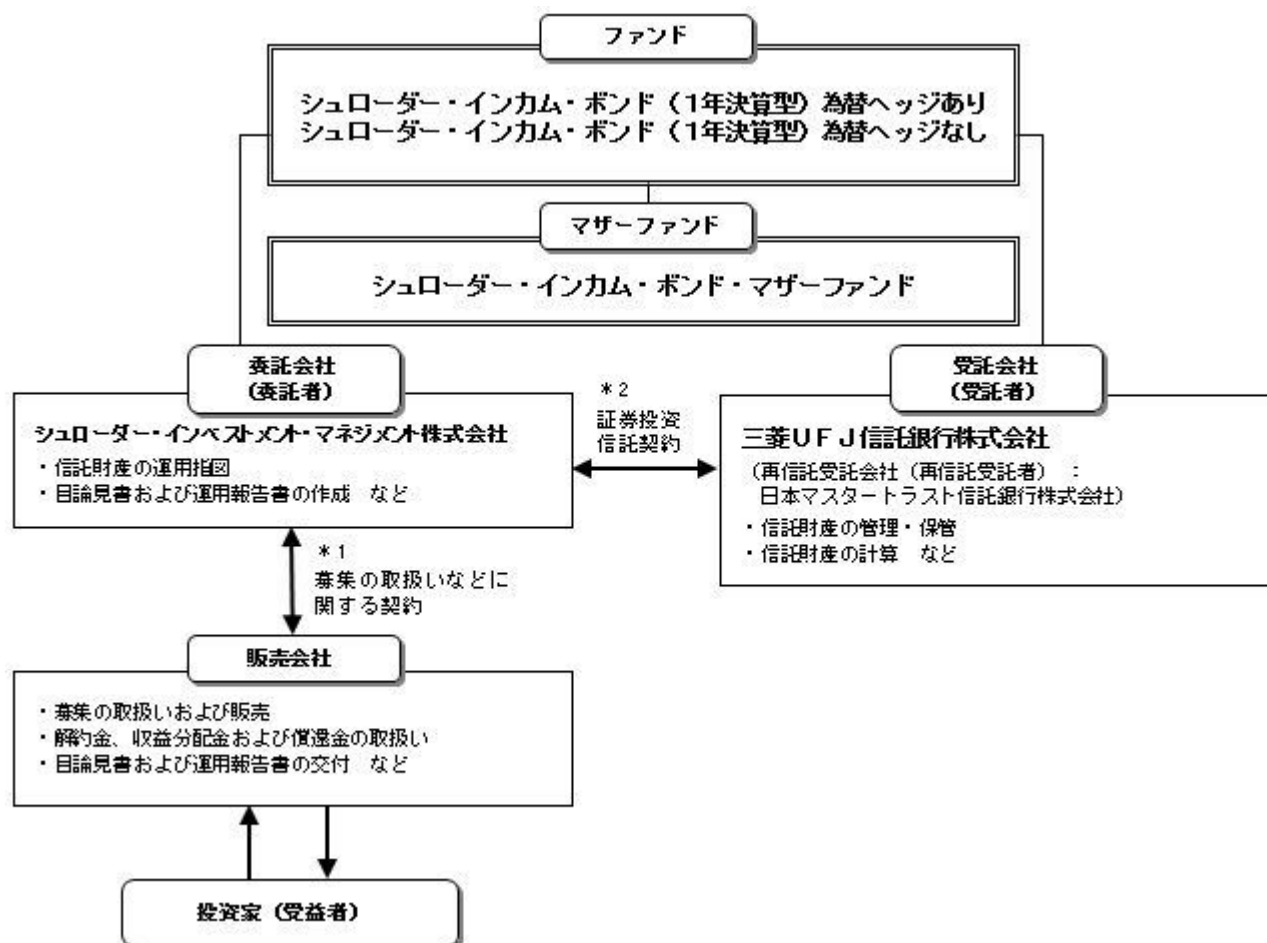 ファンド
シュローダー・インカム・ボンド（1年決算型）為替ヘッジあり
シュローダー・インカム・ボンド（1年決算型）為替ヘッジなし
マザーファンド
シュローダー・インカム・ボンド・マザーファンド
委託会社
（委託者）
シュローダー・インベストメント・マネジメント株式会社
・信託財産の運用指図
・目論見書および運用報告書の作成　など
＊2
証券投資
信託契約
受託会社
（受託者）
三菱ＵＦＪ信託銀行株式会社
（再信託受託会社（再信託受託者）：
日本マスタートラスト信託銀行株式会社）
・信託財産の管理・保管
・信託財産の計算　など
＊1
募集の取扱いなどに
関する契約
販売会社
・募集の取扱いおよび販売
・解約金、収益分配金および償還金の取扱い
・目論見書および運用報告書の交付　など
投資家（受益者）